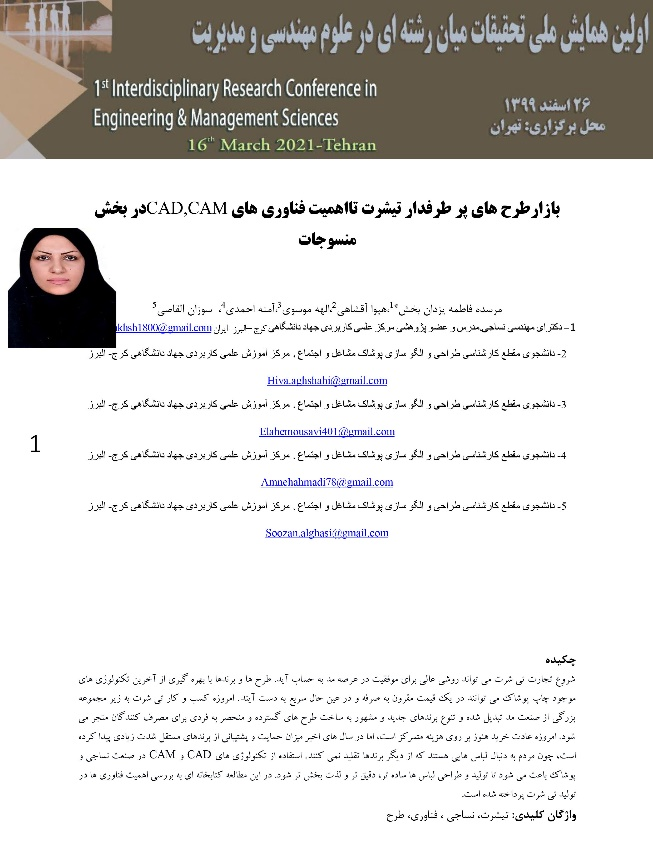 اولین همایش ملی تحقیقات میان رشته ای در علوم مهندسی و مدیریت
1st Interdisciplinary Research Conference in
Engineering & Management Sciences
16th March 2021-Tehran
۲۶ اسفند ۱۳۹۹
محل برگزاری: تهران
بازارطرح های پر طرفدار تیشرت تااهمیت فناوری های CAD,CAMدر بخش
منسوجات
مرسده فاطمه یزدان بخش*1،هیوا آقشاهی2،الهه موسوی3،آمنه احمدی4، سوزان القاصی5
1- دکترای مهندسی نساجی.مدرس و عضو پژوهشی مرکز علمی کاربردی جهاد دانشگاهی کرج –البرز ایران khsh1800@gmail.com
2- دانشجوی مقطع کارشناسی طراحی و الگو سازی پوشاک مشاغل و اجتماع , مرکز آموزش علمی کاربردی جهاد دانشگاهی کرج- البرز
Hiva.aghshahi@gmail.com
3- دانشجوی مقطع کارشناسی طراحی و الگو سازی پوشاک مشاغل و اجتماع , مرکز آموزش علمی کاربردی جهاد دانشگاهی کرج- البرز
Elahemousavi401@gmail.com
4- دانشجوی مقطع کارشناسی طراحی و الگو سازی پوشاک مشاغل و اجتماع , مرکز آموزش علمی کاربردی جهاد دانشگاهی کرج- البرز
Amnehahmadi78@gmail.com
5- دانشجوی مقطع کارشناسی طراحی و الگو سازی پوشاک مشاغل و اجتماع , مرکز آموزش علمی کاربردی جهاد دانشگاهی کرج- البرز
Soozan.alghasi@gmail.com
1
چکیده
شروع تجارت تی شرت می تواند روشی عالی برای موفقیت در عرصه مد به حساب آید. طرح ها و برندها با بهره گیری از آخرین تکنولوژی های
موجود چاپ پوشاک می توانند در یک قیمت مقرون به صرفه و در عین حال سریع به دست آیند. امروزه کسب و کار تی شرت به زیر مجموعه
بزرگی از صنعت مد تبدیل شده و تنوع برندهای جدید و مشهور به ساخت طرح های گسترده و منحصر به فردی برای مصرف کنندگان منجر می
شود. امروزه عادت خرید هنوز بر روی هزینه متمرکز است، اما در سال های اخیر میزان حمایت و پشتیبانی از برندهای مستقل شدت زیادی پیدا کرده
است، چون مردم به دنبال لباس هایی هستند که از دیگر برندها تقلید نمی کنند. استفاده از تکنولوژی های CAD و CAM در صنعت نساجی و
پوشاک باعث می شود تا تولید و طراحی لباس ها ساده تر، دقیق تر و لذت بخش تر شود. در این مطالعه کتابخانه ای به بررسی اهمیت فناوری ها در
تولید تی شرت پرداخته شده است.
واژگان کلیدی: تیشرت، نساجی ، فناوری، طرح